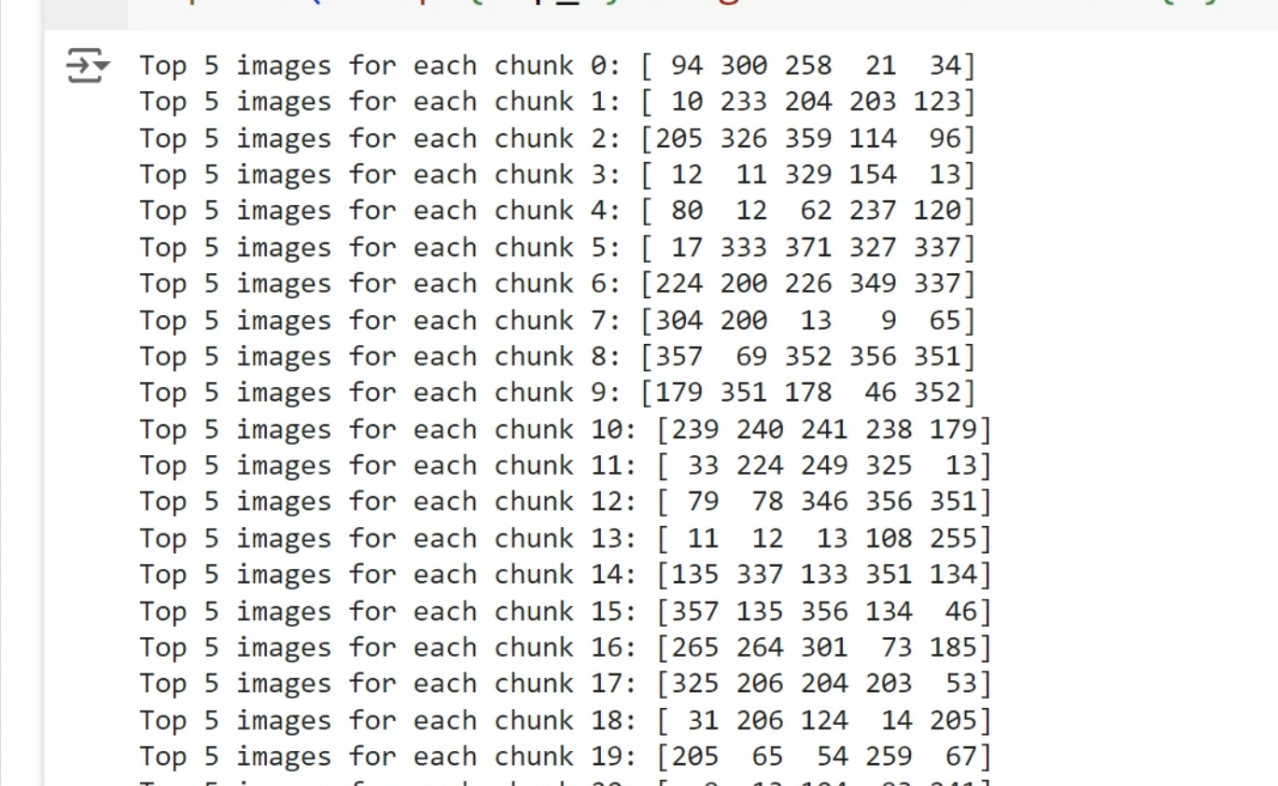 Top 5 images for each chunk 0: [ 94 300 258  21  34]
Top 5 images for each chunk 1: [ 10 233 204 203 123]
Top 5 images for each chunk 2: [205 326 359 114  96]
Top 5 images for each chunk 3: [ 12  11 329 154  13]
Top 5 images for each chunk 4: [ 80  12  62 237 120]
Top 5 images for each chunk 5: [ 17 333 371 327 337]
Top 5 images for each chunk 6: [224 200 226 349 337]
Top 5 images for each chunk 7: [304 200  13   9  65]
Top 5 images for each chunk 8: [357  69 352 356 351]
Top 5 images for each chunk 9: [179 351 178  46 352]
Top 5 images for each chunk 10: [239 240 241 238 179]
Top 5 images for each chunk 11: [ 33 224 249 325  13]
Top 5 images for each chunk 12: [ 79  78 346 356 351]
Top 5 images for each chunk 13: [ 11  12  13 108 255]
Top 5 images for each chunk 14: [135 337 133 351 134]
Top 5 images for each chunk 15: [357 135 356 134  46]
Top 5 images for each chunk 16: [265 264 301  73 185]
Top 5 images for each chunk 17: [325 206 204 203  53]
Top 5 images for each chunk 18: [ 31 206 124  14 205]
Top 5 images for each chunk 19: [205  65  54 259  67]